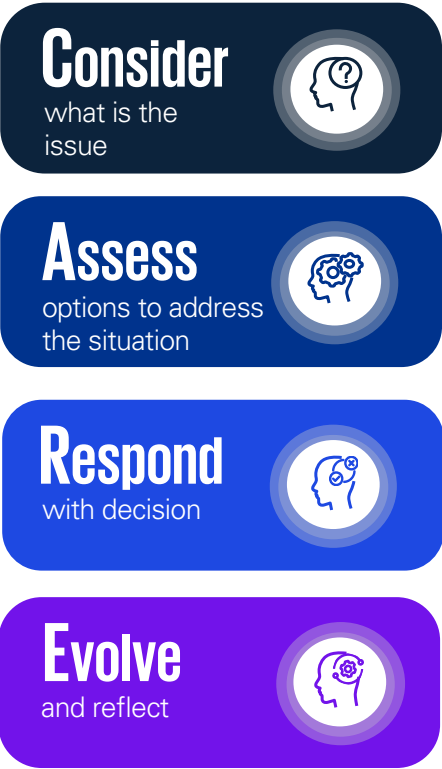 Consider
what is the
issue
Assess
options to address
the situation
Respond
with decision
Evolve
and reflect